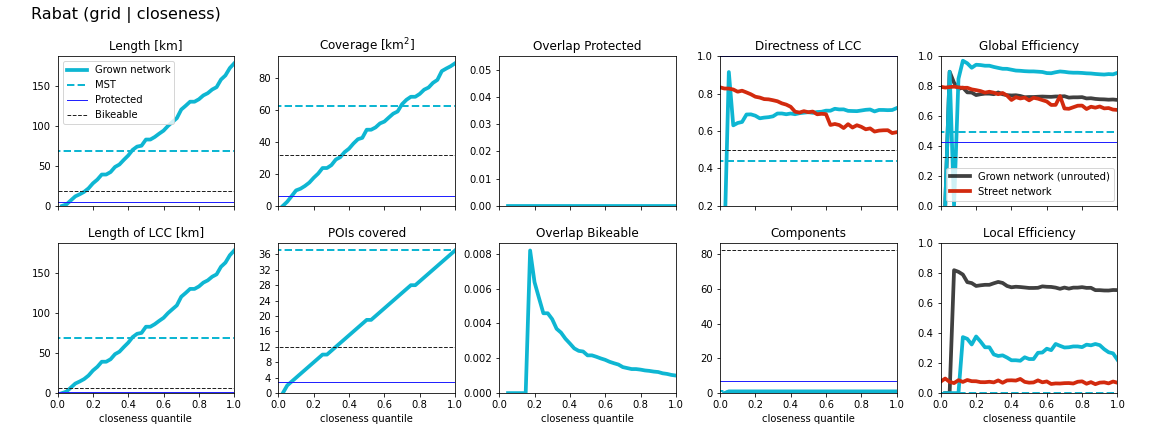 Rabat (grid | closeness)
Length [km]
Coverage [km²]
Overlap Protected
Directness of LCC
Global Efficiency
Grown network
MST
Protected
Bikeable
150
100
50
0
80
60
40
20
0
0.05
0.04
0.03
0.02
0.01
0.00
1.0
0.8
0.6
0.4
0.2
1.0
0.8
0.6
0.4
0.2
0.0
Grown network (unrouted)
Street network
Length of LCC [km]
POIs covered
Overlap Bikeable
Components
Local Efficiency
150
100
50
0
36
32
28
24
20
16
12
8
4
0
0.008
0.006
0.004
0.002
0.000
80
60
40
20
0
1.0
0.8
0.6
0.4
0.2
0.0
0.0 0.2 0.4 0.6 0.8 1.0
0.2 0.4 0.6 0.8 1.0
0.0 0.2 0.4 0.6 0.8 1.0
0.0 0.2 0.4 0.6 0.8 1.0
0.0 0.2 0.4 0.6 0.8 1.0
closeness quantile
closeness quantile
closeness quantile
closeness quantile
closeness quantile